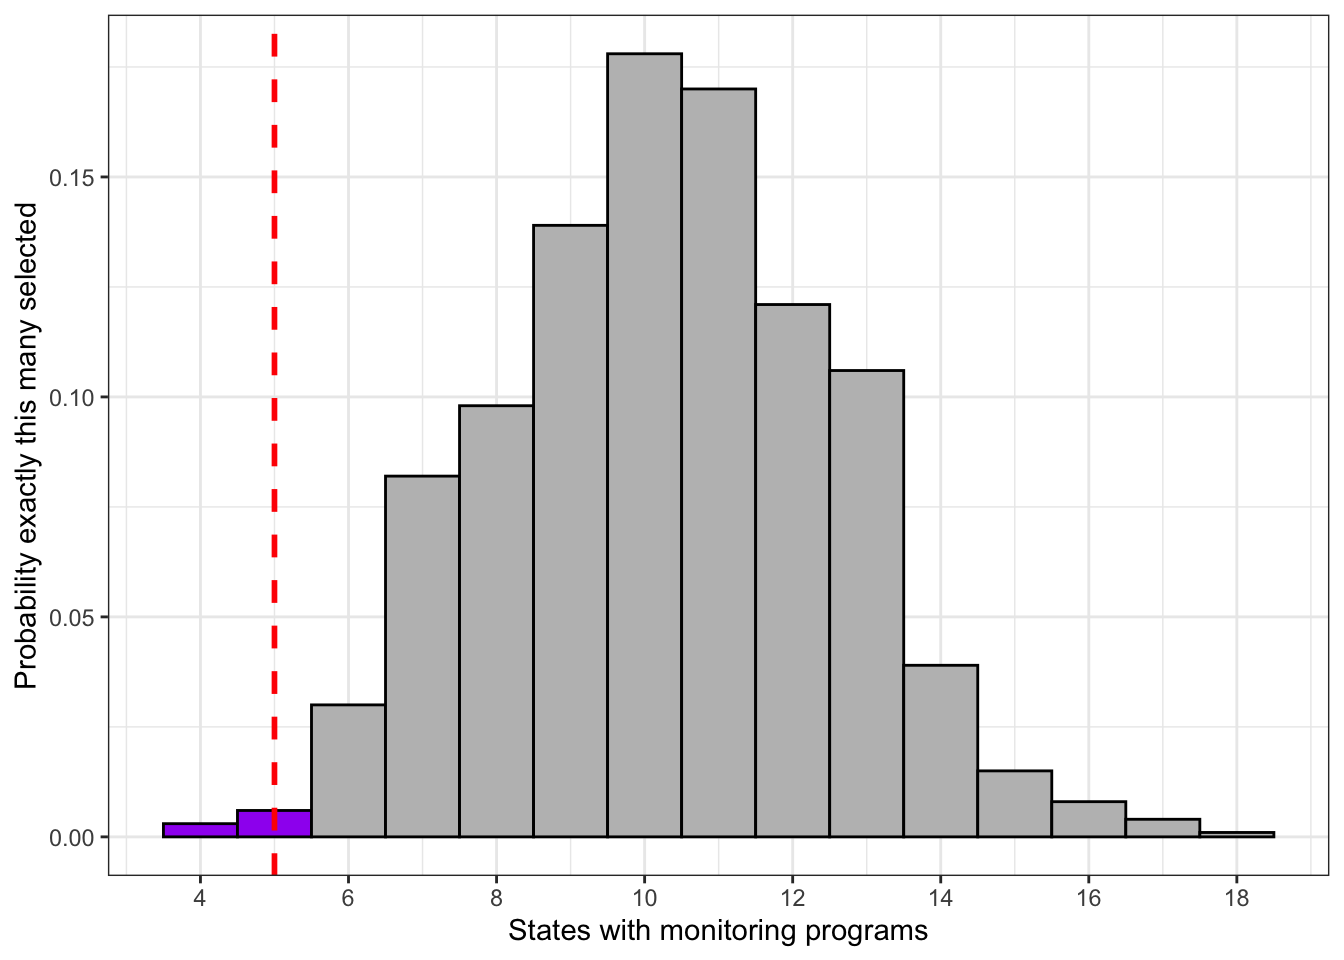 Probability exactly this many selected
0.15
0.10
0.05
0.00
4 6 8 10 12 14 16 18
States with monitoring programs